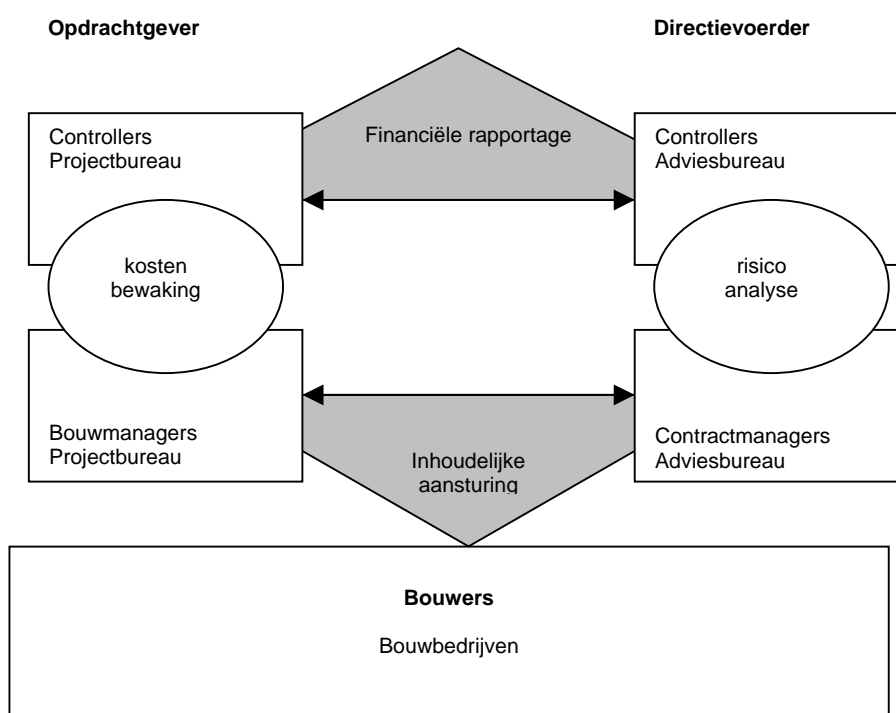 Opdrachtgever
Directievoerder
Controllers
Projectbureau
Financiële rapportage
Controllers
Adviesbureau
kosten
bewaking
risico
analyse
Bouwmanagers
Projectbureau
Inhoudelijke
aansturing
Contractmanagers
Adviesbureau
Bouwers
Bouwbedrijven